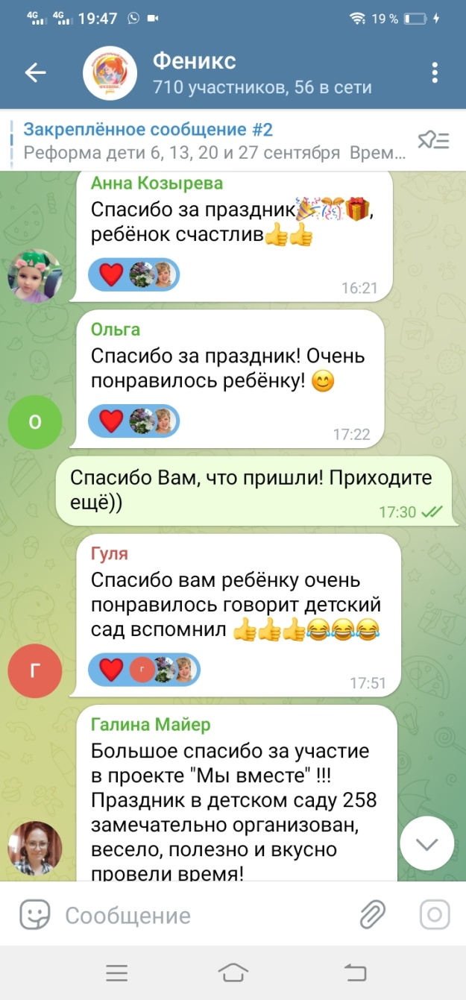 4G 4G 19:47 19 %
Феникс
710 участников, 56 в сети
Закреплённое сообщение #2
Реформа дети 6, 13, 20 и 27 сентября Врем...
Анна Козырева
Спасибо за праздник🎉🎊🎁,
ребёнок счастлив👍👍
16:21
Ольга
Спасибо за праздник! Очень
понравилось ребёнку! 😊
О
17:22
Спасибо Вам, что пришли! Приходите
ещё))
17:30
Гуля
Спасибо вам ребёнку очень
понравилось говорит детский
сад вспомнил 👍👍👍😂😂😂
Г
Г
17:51
Галина Майер
Большое спасибо за участие
в проекте "Мы вместе" !!!
Праздник в детском саду 258
замечательно организован,
весело, полезно и вкусно
провели время!
Сообщение